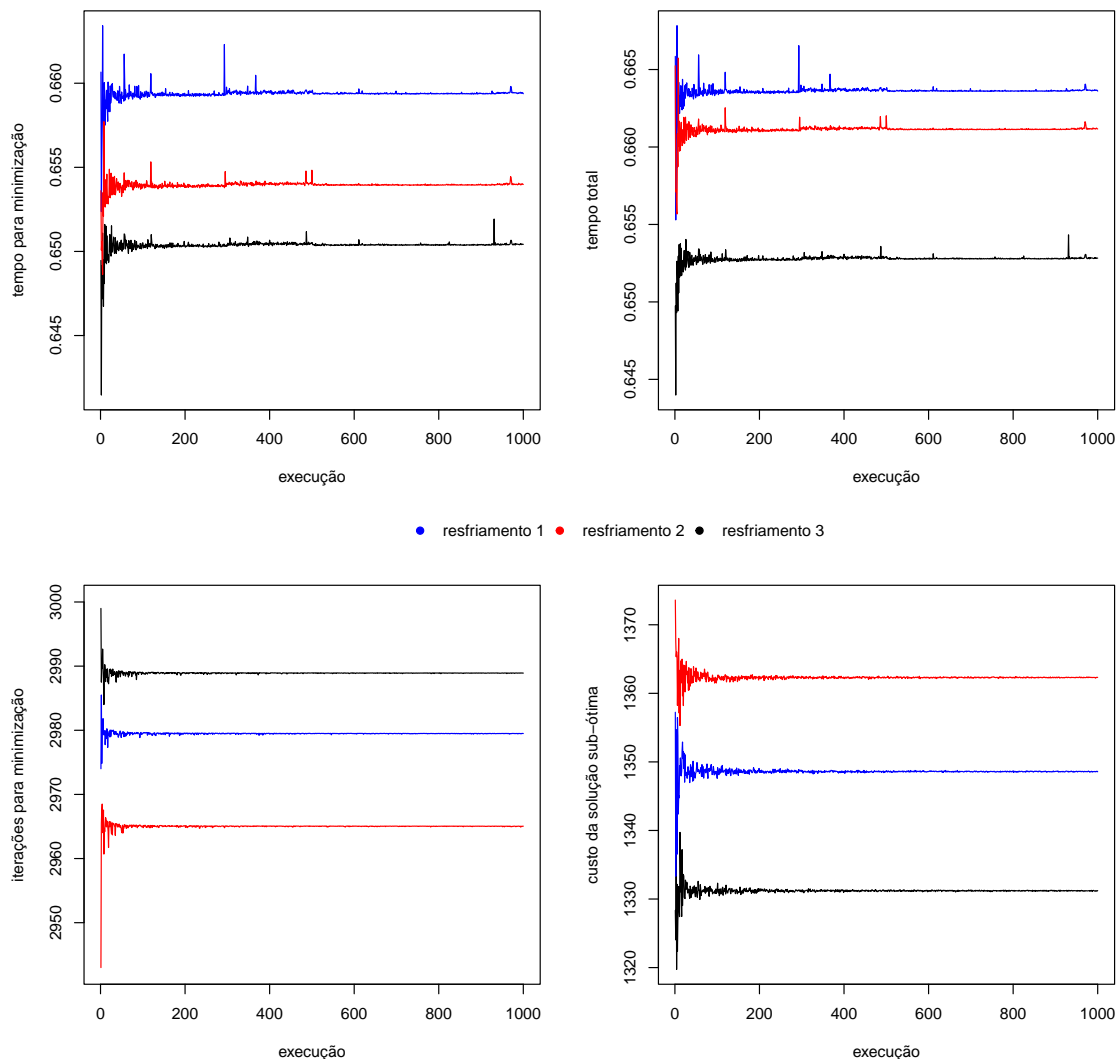 tempo para minimização
0.645 0.650 0.655 0.660
0 200 400 600 800 1000
execução
tempo total
0.645 0.650 0.655 0.660 0.665
0 200 400 600 800 1000
execução
resfriamento 1 resfriamento 2 resfriamento 3
iterações para minimização
2950 2960 2970 2980 2990 3000
0 200 400 600 800 1000
execução
custo da solução sub−ótima
1320 1330 1340 1350 1360 1370
0 200 400 600 800 1000
execução